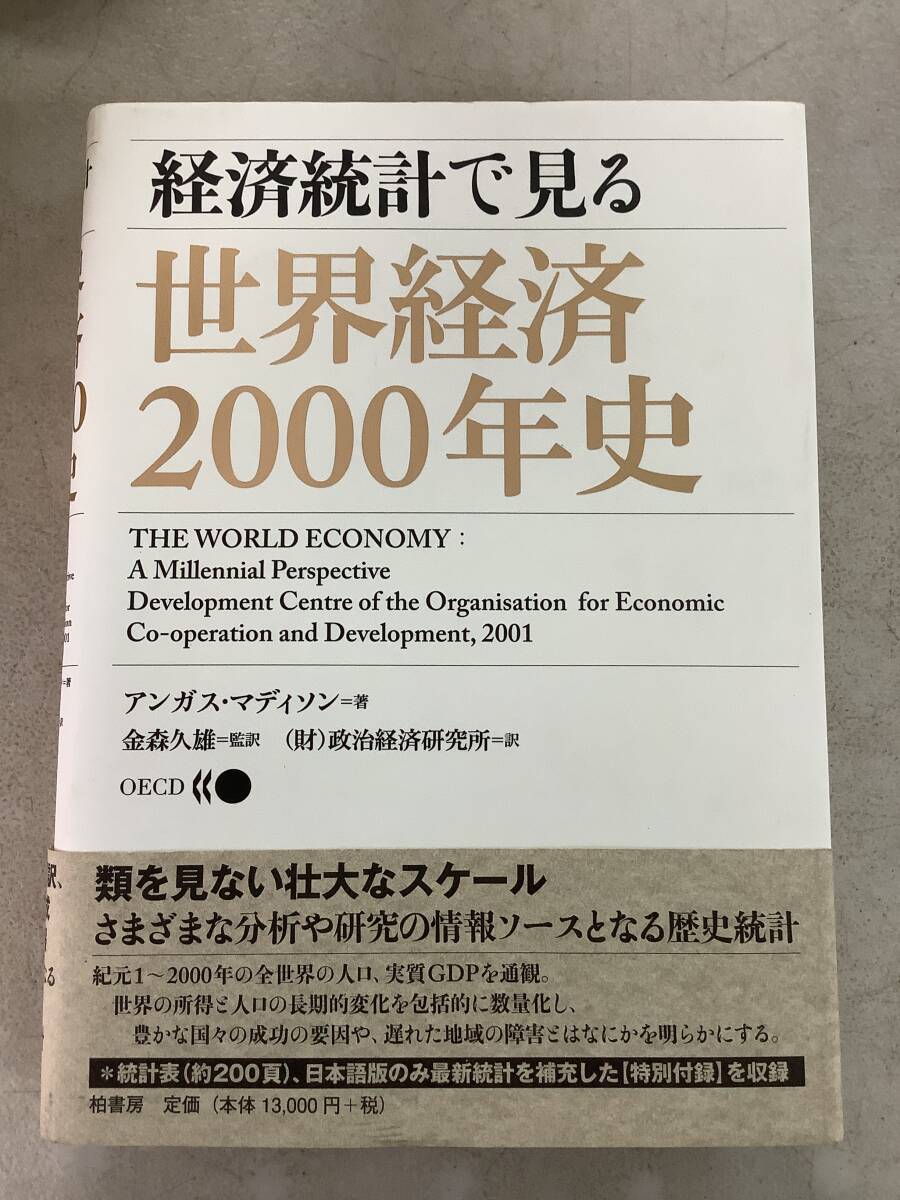 経済統計で見る
世界経済
2000年史
THE WORLD ECONOMY :
A Millennial Perspective
Development Centre of the Organisation for Economic
Co-operation and Development, 2001
アンガス・マディソン=著
金森久雄=監訳 (財)政治経済研究所=訳
OECD
類を見ない壮大なスケール
さまざまな分析や研究の情報ソースとなる歴史統計
紀元1〜2000年の全世界の人口、実質GDPを通観。
世界の所得と人口の長期的変化を包括的に数量化し、
豊かな国々の成功の要因や、遅れた地域の障害とはなにかを明らかにする。
*統計表(約200頁)、日本語版のみ最新統計を補充した【特別付録】を収録
柏書房 定価(本体13,000円+税)